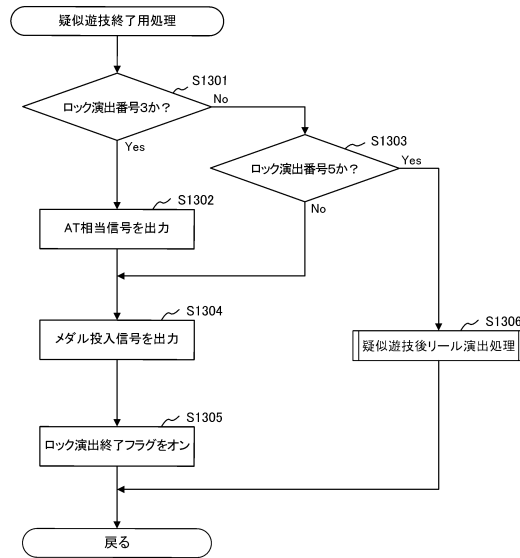 疑似遊技終了用処理
S1301
ロック演出番号3か?
No
Yes
S1303
ロック演出番号5か?
Yes
No
S1302
AT相当信号を出力
S1304
メダル投入信号を出力
S1306
疑似遊技後リール演出処理
S1305
ロック演出終了フラグをオン
戻る